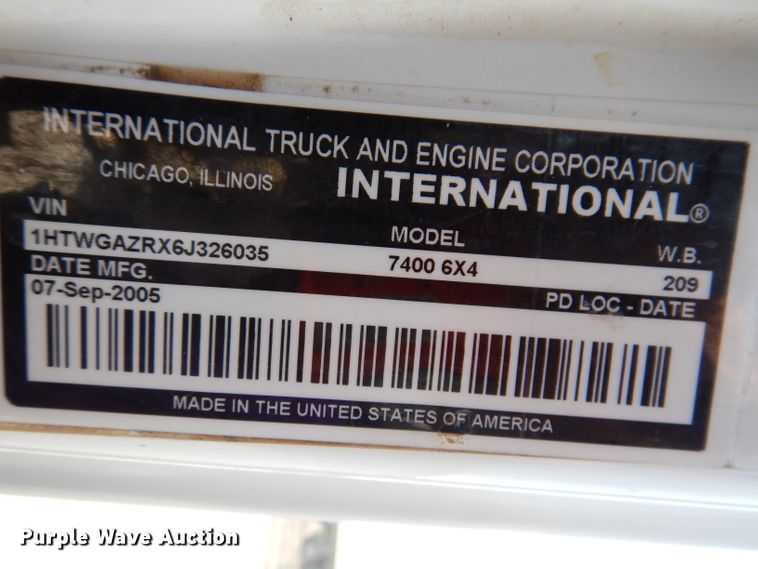 INTERNATIONAL TRUCK AND ENGINE CORPORATION
CHICAGO, ILLINOIS INTERNATIONAL®
VIN MODEL W.B.
1HTWGAZRX6J326035 7400 6X4 209
DATE MFG. PD LOC - DATE
07-Sep-2005
MADE IN THE UNITED STATES OF AMERICA
Purple Wave Auction